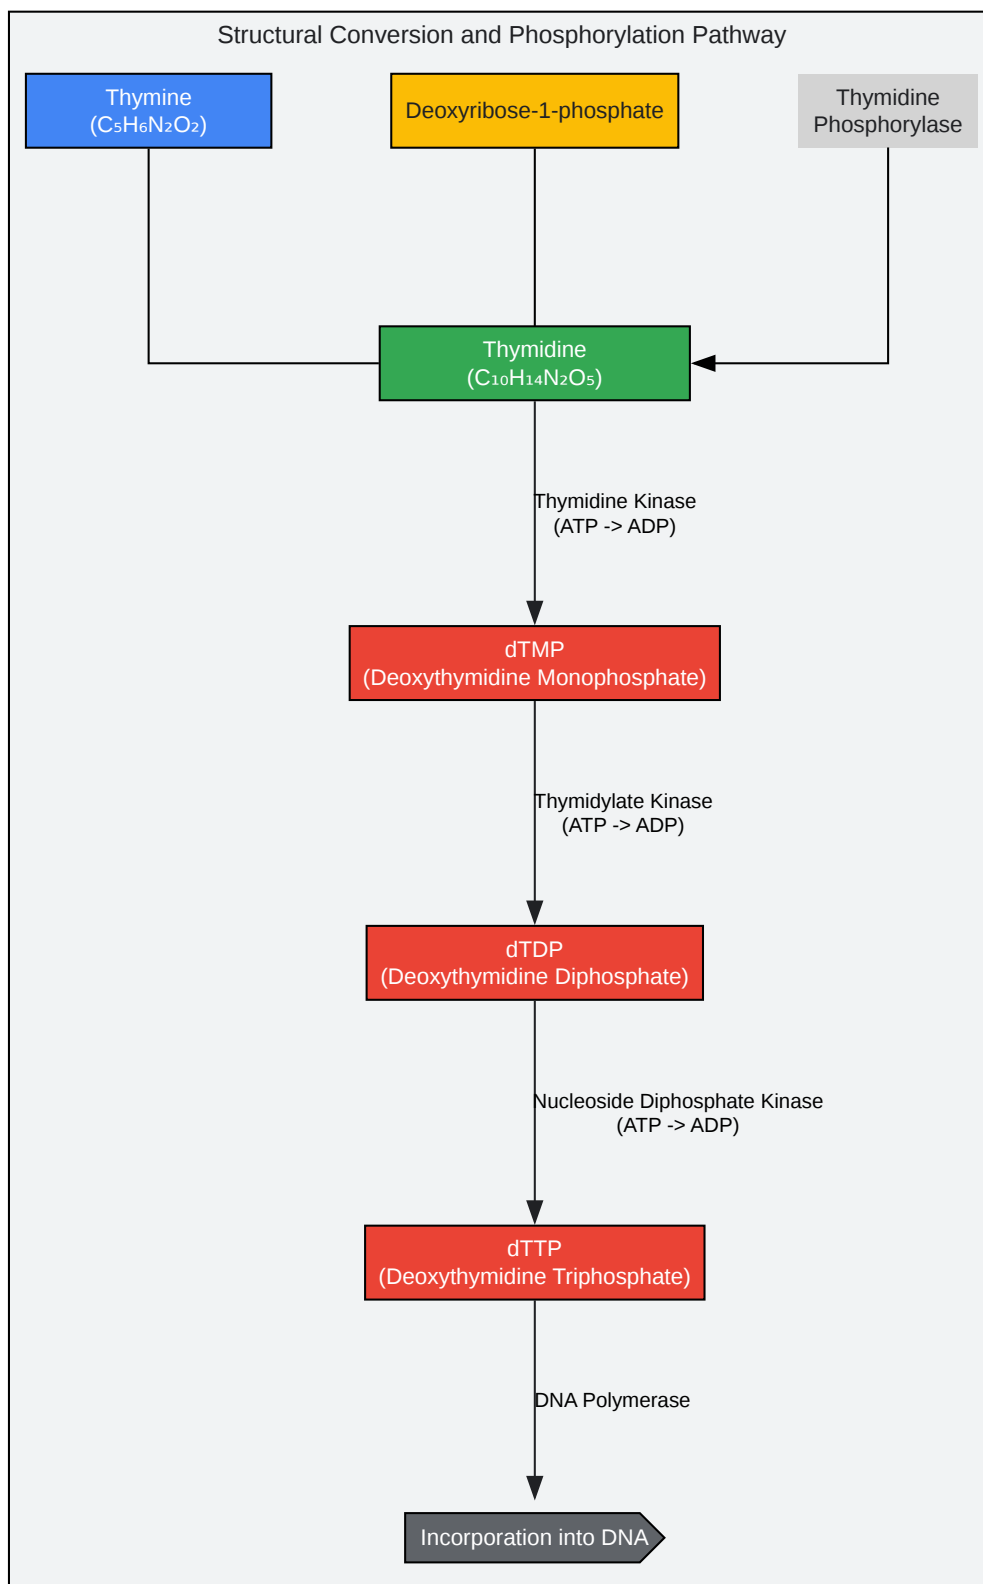 Structural Conversion and Phosphorylation Pathway
Thymine
(C₅H₆N₂O₂)
Deoxyribose-1-phosphate
Thymidine
Phosphorylase
Thymidine
(C₁₀H₁₄N₂O₅)
Thymidine Kinase
(ATP -> ADP)
dTMP
(Deoxythymidine Monophosphate)
Thymidylate Kinase
(ATP -> ADP)
dTDP
(Deoxythymidine Diphosphate)
Nucleoside Diphosphate Kinase
(ATP -> ADP)
dTTP
(Deoxythymidine Triphosphate)
DNA Polymerase
Incorporation into DNA